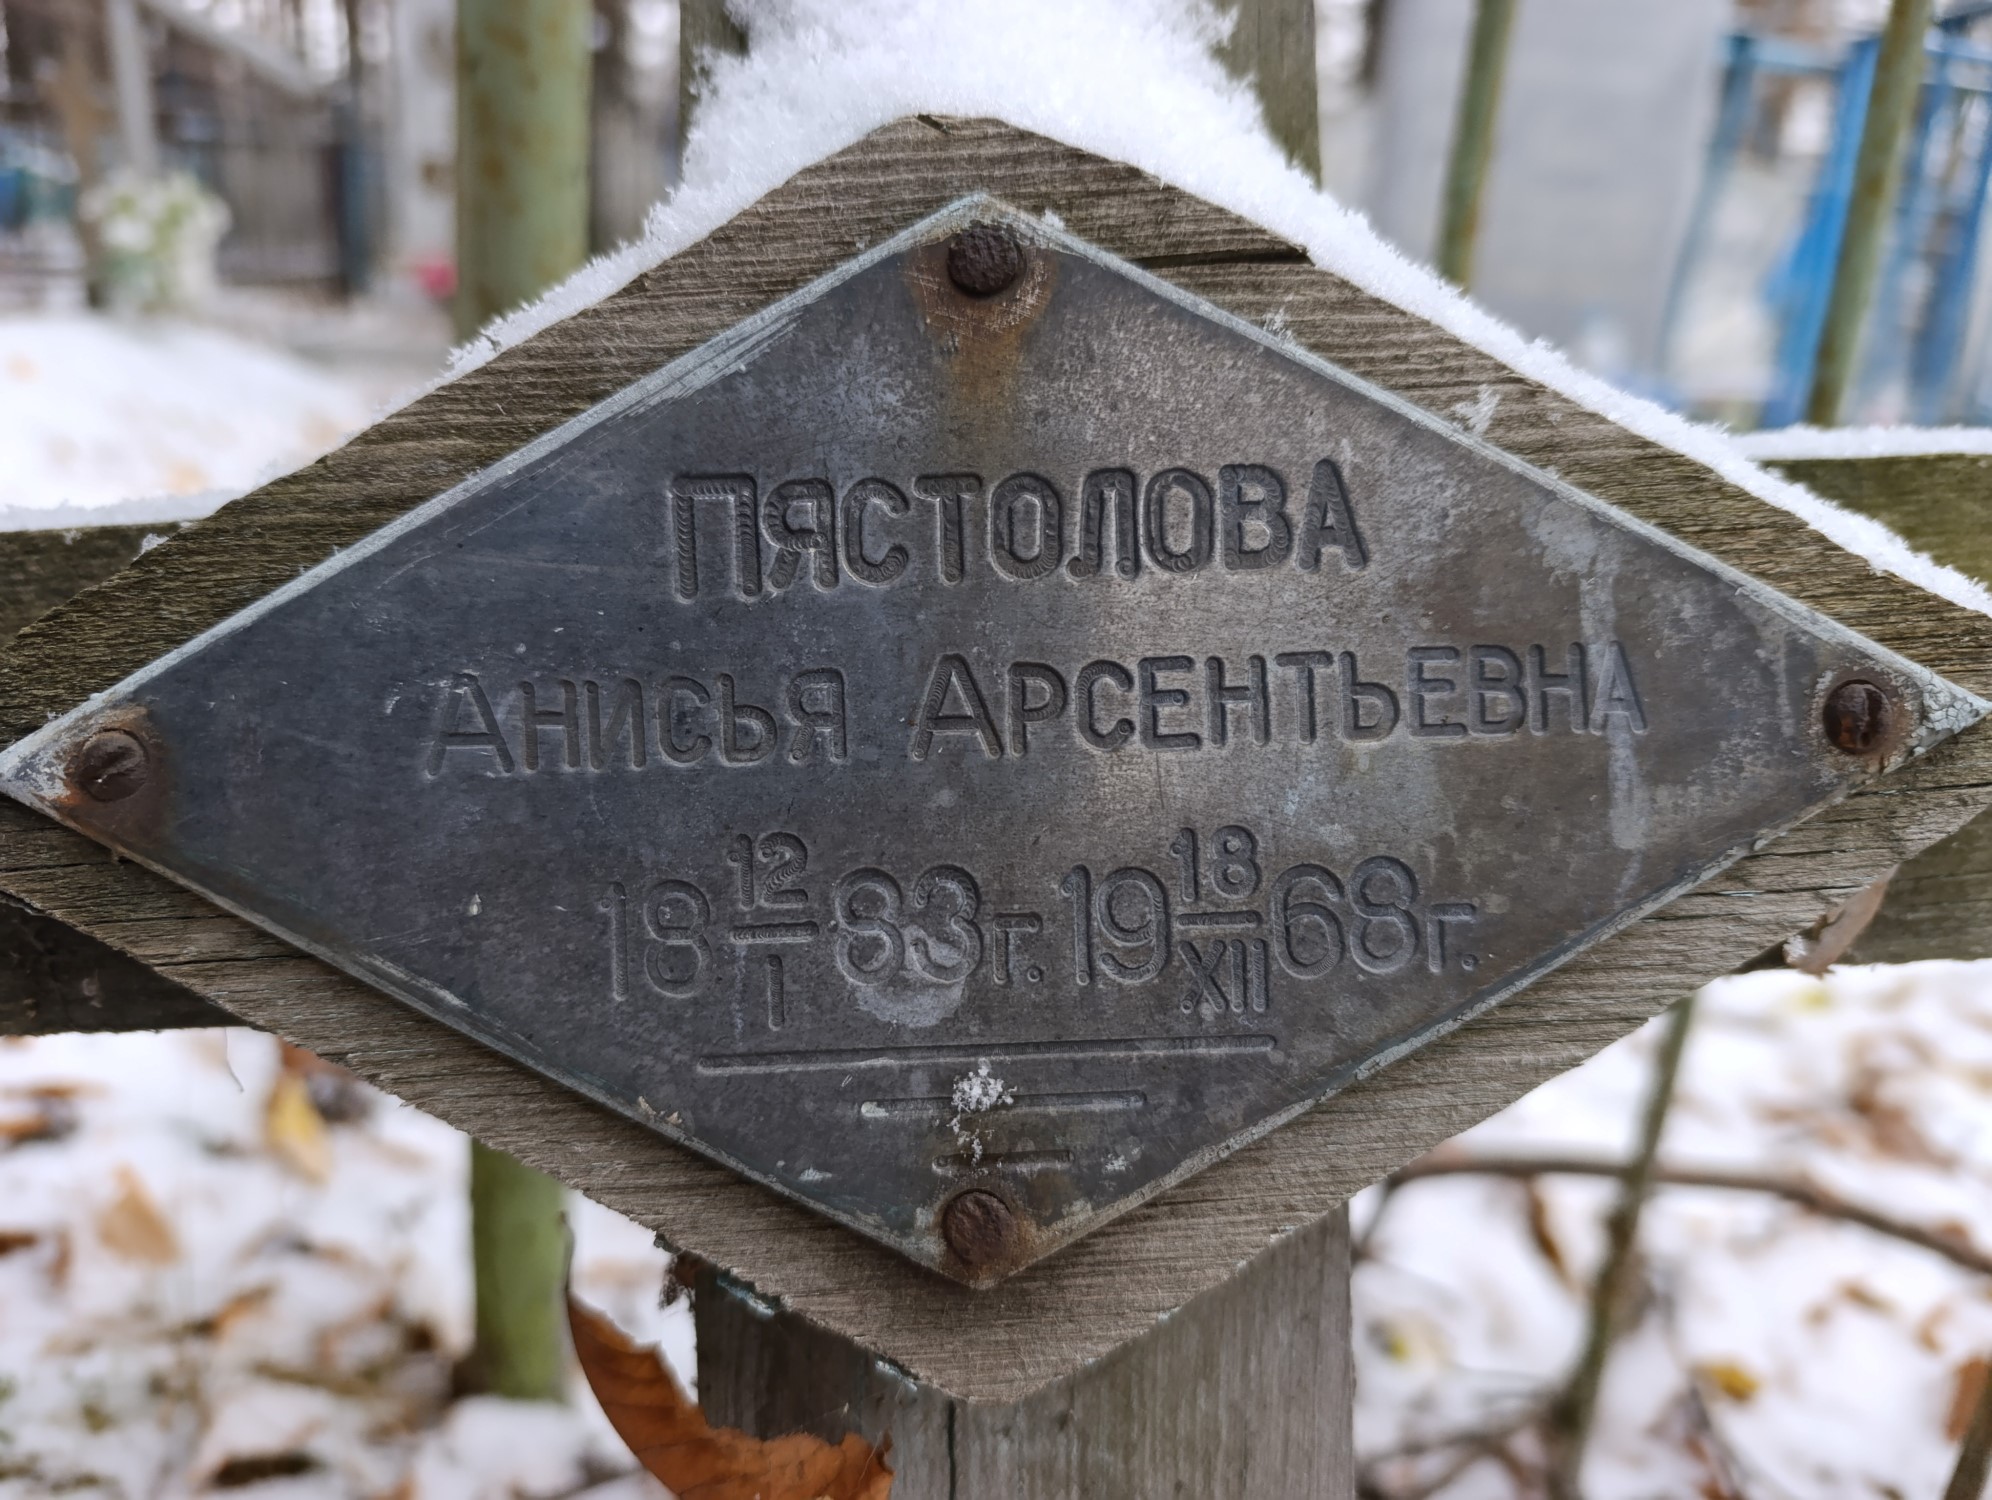 ПЯСТОЛОВА
АНИСЬЯ АРСЕНТЬЕВНА
18 12/I 83г. 19 18/XII 68г.